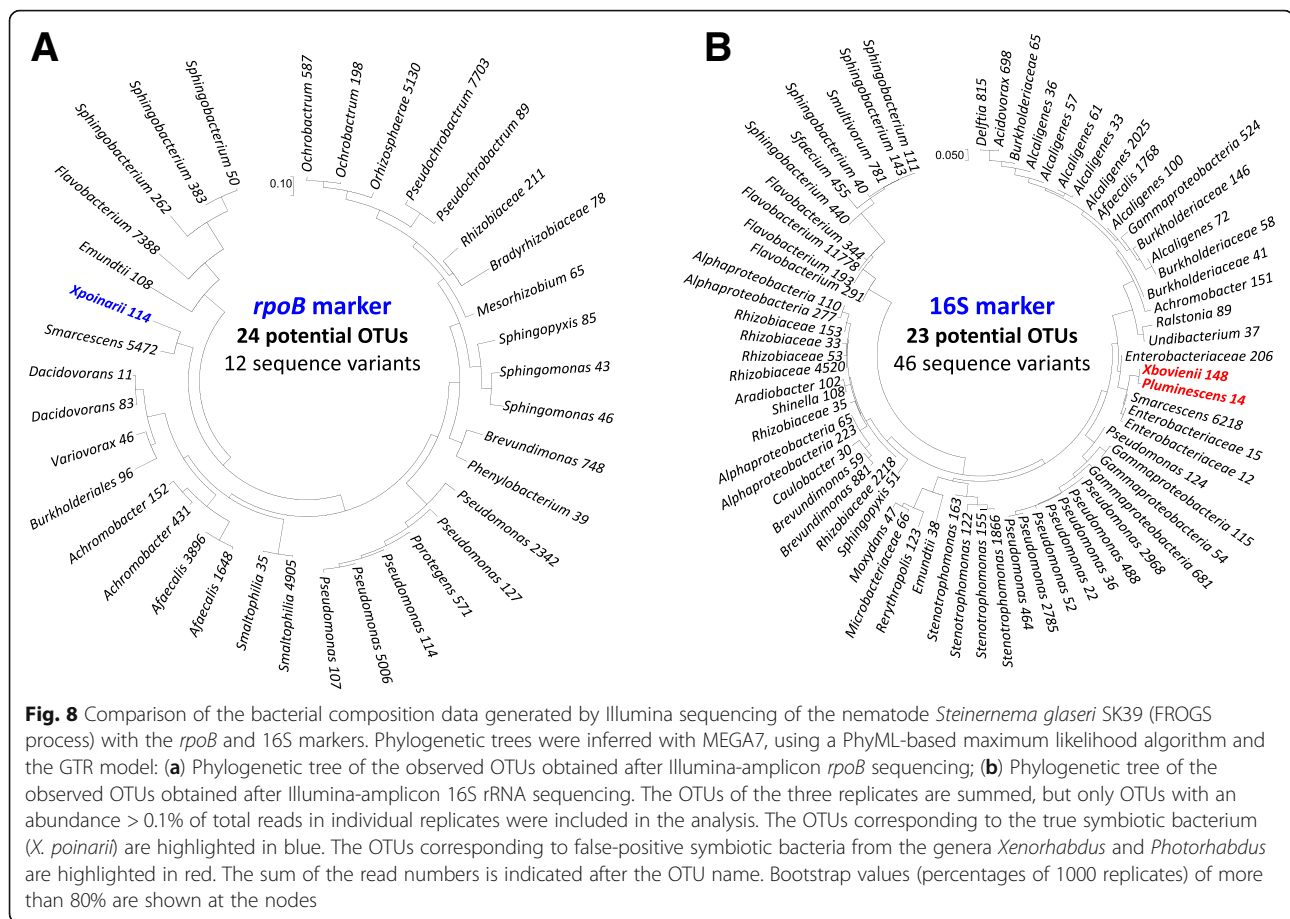 A
Sphingobacterium 50
Sphingobacterium 383
Sphingobacterium 262
Flavobacterium 7388
Emundtii 108
Xpoinarii 114
Smarcescens 5472
Dacidovorans 11
Dacidovorans 83
Variovorax 46
Burkholderiales 96
Achromobacter 152
Achromobacter 431
Afaecalis 3896
Afaecalis 1648
Smaltophilia 35
Smaltophilia 4905
Pseudomonas 107
Pseudomonas 5006
Pseudomonas 114
Pprotegens 571
Pseudomonas 127
Pseudomonas 2342
Phenylobacterium 39
Brevundimonas 748
Sphingomonas 46
Sphingomonas 43
Sphingopyxis 85
Mesorhizobium 65
Bradyrhizobiaceae 78
Rhizobiaceae 211
Pseudochrobactrum 89
Pseudochrobactrum 7703
Orhizosphaerae 5130
Ochrobactrum 198
Ochrobactrum 587
0.10
rpoB marker
24 potential OTUs
12 sequence variants
B
Delftia 815
Acidovorax 698
Burkholderiaceae 65
Alcaligenes 36
Alcaligenes 57
Alcaligenes 61
Alcaligenes 33
Alcaligenes 2025
Afaecalis 1768
Alcaligenes 100
Gammaproteobacteria 524
Burkholderiaceae 146
Alcaligenes 72
Burkholderiaceae 58
Burkholderiaceae 41
Achromobacter 151
Ralstonia 89
Undibacterium 37
Enterobacteriaceae 206
Xbovienii 148
Pluminescens 14
Smarcescens 6218
Enterobacteriaceae 15
Enterobacteriaceae 12
Pseudomonas 124
Gammaproteobacteria 115
Gammaproteobacteria 54
Gammaproteobacteria 681
Pseudomonas 2968
Pseudomonas 488
Pseudomonas 36
Pseudomonas 22
Pseudomonas 52
Pseudomonas 2785
Pseudomonas 464
Stenotrophomonas 1866
Stenotrophomonas 155
Stenotrophomonas 122
Stenotrophomonas 163
Emundtii 38
Rerythropolis 123
Microbacteriaceae 66
Moxydans 47
Sphingopyxis 51
Rhizobiaceae 2218
Brevundimonas 881
Brevundimonas 59
Caulobacter 30
Alphaproteobacteria 223
Alphaproteobacteria 65
Rhizobiaceae 35
Shinella 108
Aradiobacter 102
Rhizobiaceae 4520
Rhizobiaceae 53
Rhizobiaceae 33
Rhizobiaceae 153
Alphaproteobacteria 277
Alphaproteobacteria 110
Flavobacterium 291
Flavobacterium 193
Flavobacterium 11778
Flavobacterium 344
Sphingobacterium 440
Sfaecium 455
Sphingobacterium 40
Smultivorum 781
Sphingobacterium 143
Sphingobacterium 111
0.050
16S marker
23 potential OTUs
46 sequence variants
Fig. 8 Comparison of the bacterial composition data generated by Illumina sequencing of the nematode Steinernema glaseri SK39 (FROGS
process) with the rpoB and 16S markers. Phylogenetic trees were inferred with MEGA7, using a PhyML-based maximum likelihood algorithm and
the GTR model: (a) Phylogenetic tree of the observed OTUs obtained after Illumina-amplicon rpoB sequencing; (b) Phylogenetic tree of the
observed OTUs obtained after Illumina-amplicon 16S rRNA sequencing. The OTUs of the three replicates are summed, but only OTUs with an
abundance > 0.1% of total reads in individual replicates were included in the analysis. The OTUs corresponding to the true symbiotic bacterium
(X. poinarii) are highlighted in blue. The OTUs corresponding to false-positive symbiotic bacteria from the genera Xenorhabdus and Photorhabdus
are highlighted in red. The sum of the read numbers is indicated after the OTU name. Bootstrap values (percentages of 1000 replicates) of more
than 80% are shown at the nodes